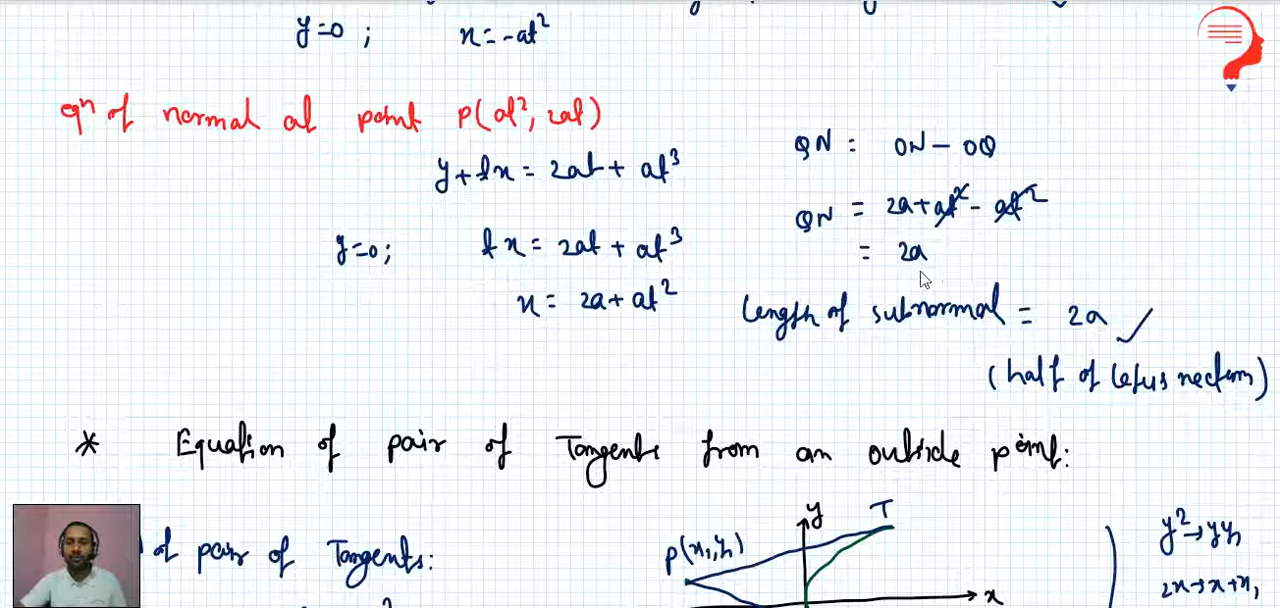 y=0 ; x=-at²
eqⁿ of normal at point P(at², 2at)
y+tx = 2at + at³
y=0; tx = 2at + at³
x = 2a + at²
QN = ON - OQ
QN = 2a + at² - at²
= 2a
length of subnormal = 2a ✓
(half of letus rectum)
* Equation of pair of Tangents from an outside point:
of pair of Tangents:
y
T
P(x₁,y₁)
x
y² → yy₁
2x → x+x₁